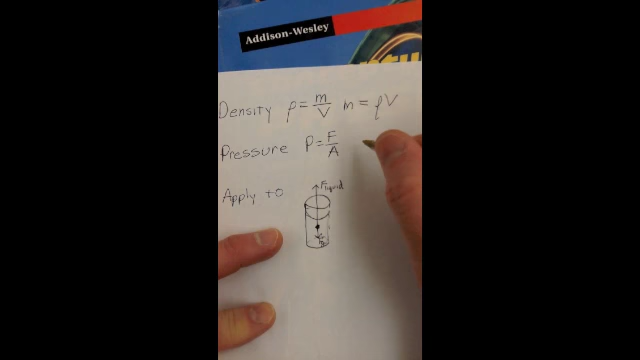 Addison-Wesley
Density ρ = m/V m = ρV
Pressure P = F/A
Apply to
Fliquid